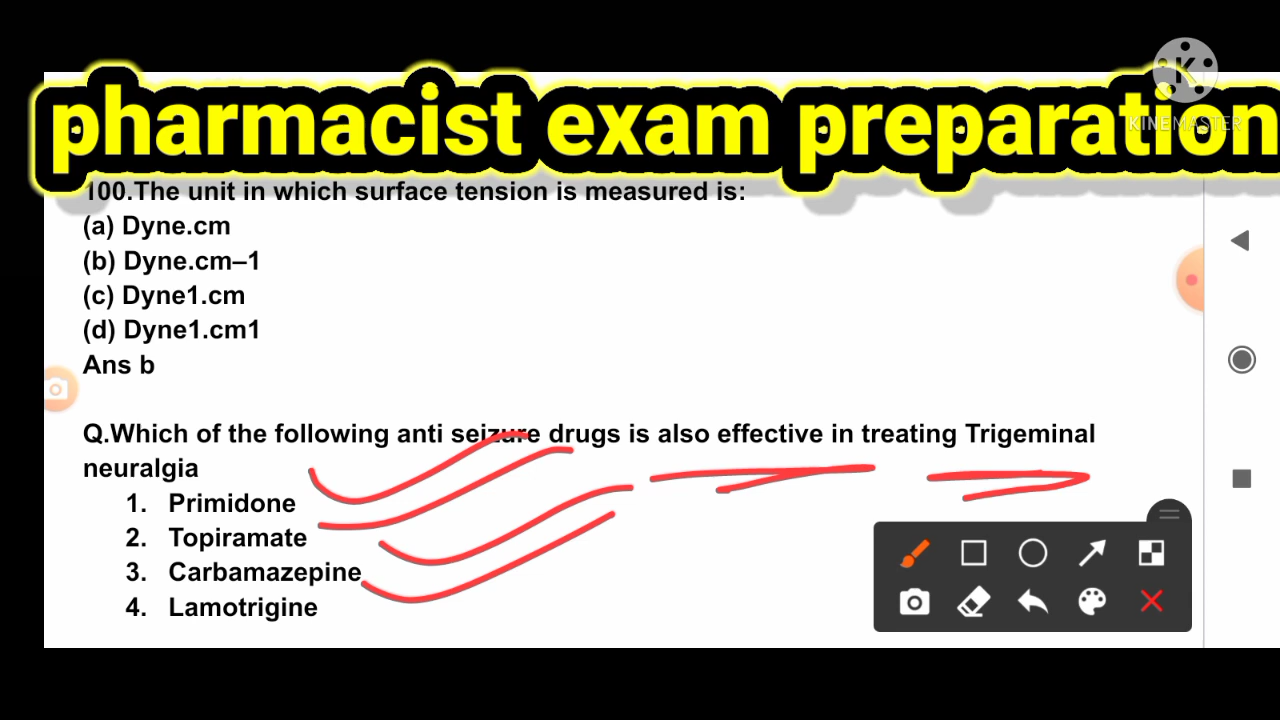 K
KINEMASTER
pharmacist exam preparation
100.The unit in which surface tension is measured is:
(a) Dyne.cm
(b) Dyne.cm–1
(c) Dyne1.cm
(d) Dyne1.cm1
Ans b
Q.Which of the following anti seizure drugs is also effective in treating Trigeminal
neuralgia
1. Primidone
2. Topiramate
3. Carbamazepine
4. Lamotrigine